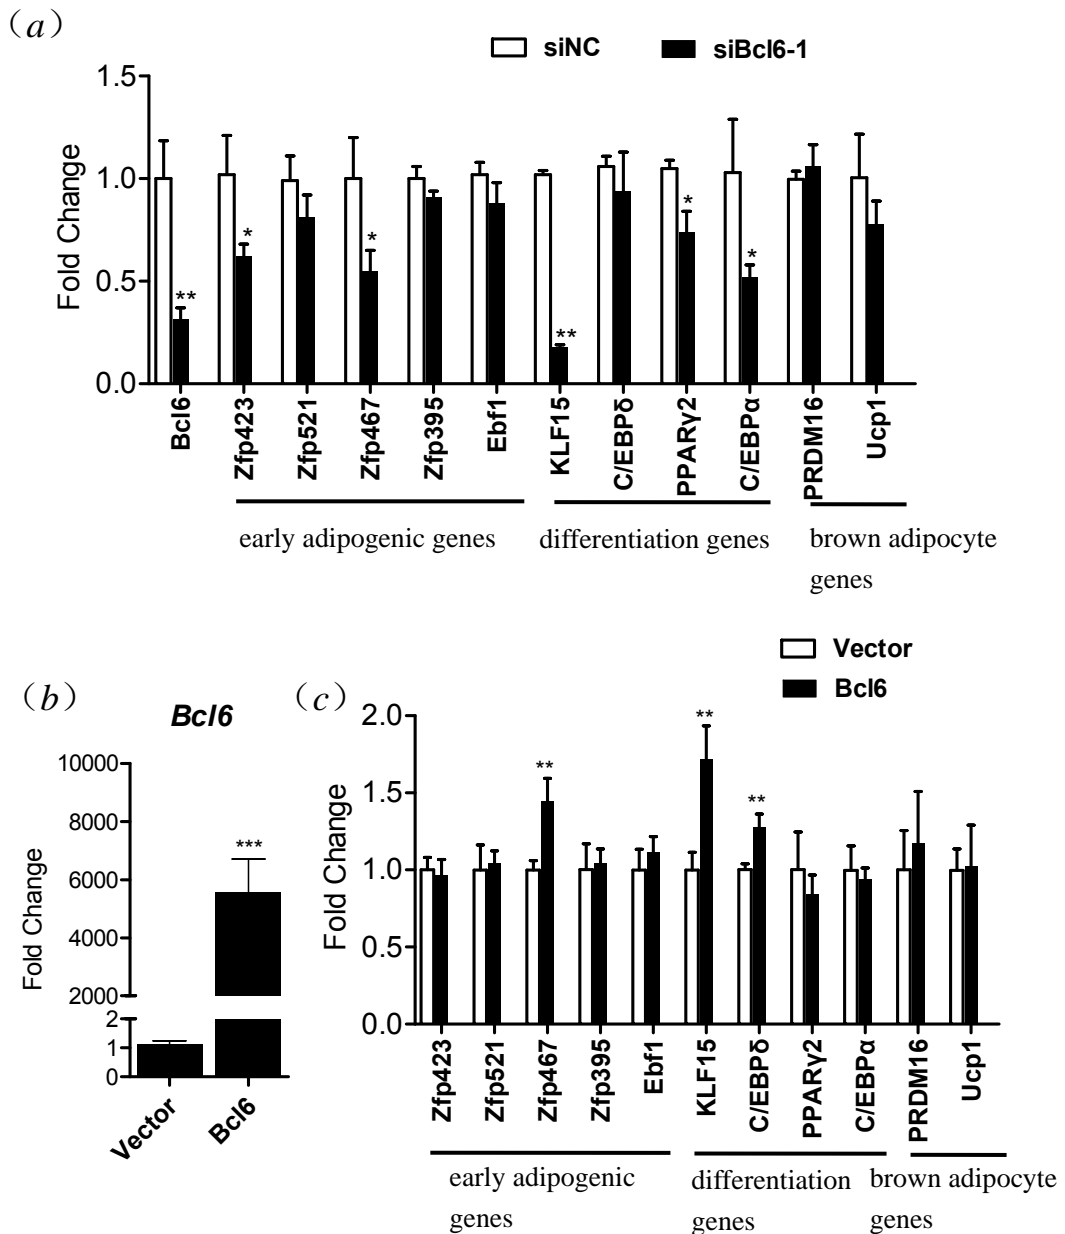 (a)
siNC siBcl6-1
Fold Change
1.5
1.0
0.5
0.0
** * * ** * *
Bcl6 Zfp423 Zfp521 Zfp467 Zfp395 Ebf1 KLF15 C/EBPδ PPARγ2 C/EBPα PRDM16 Ucp1
early adipogenic genes differentiation genes brown adipocyte
genes
(b)
Bcl6
Fold Change
10000
8000
6000
4000
2000
2
1
0
***
Vector Bcl6
(c)
Vector
Bcl6
Fold Change
2.0
1.5
1.0
0.5
0.0
** ** **
Zfp423 Zfp521 Zfp467 Zfp395 Ebf1 KLF15 C/EBPδ PPARγ2 C/EBPα PRDM16 Ucp1
early adipogenic differentiation brown adipocyte
genes genes genes